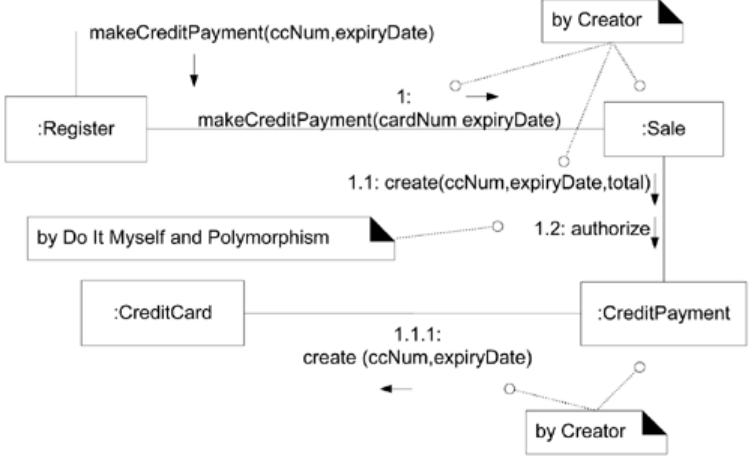 makeCreditPayment(ccNum,expiryDate)
by Creator
1:
makeCreditPayment(cardNum expiryDate)
:Register
:Sale
1.1: create(ccNum,expiryDate,total)
by Do It Myself and Polymorphism
1.2: authorize
:CreditCard
:CreditPayment
1.1.1:
create (ccNum,expiryDate)
by Creator